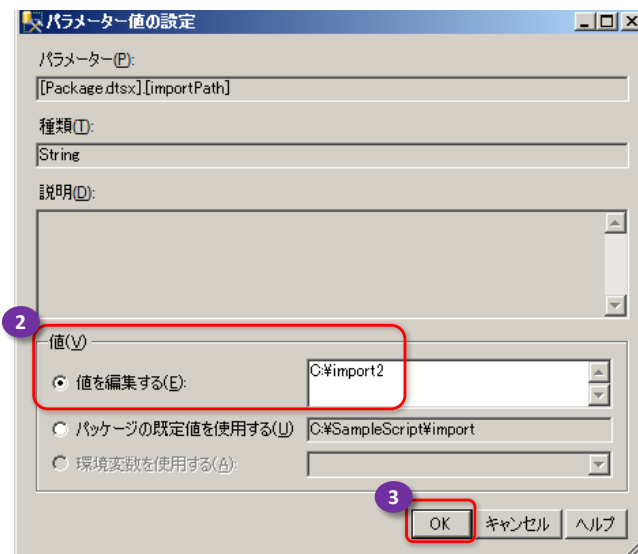 パラメーター値の設定
パラメーター(P):
[Package.dtsx].[importPath]
種類(T):
String
説明(D):
2
値(V)
値を編集する(E):
C:¥import2
パッケージの既定値を使用する(U)
C:¥SampleScript¥import
環境変数を使用する(A):
3
OK
キャンセル
ヘルプ